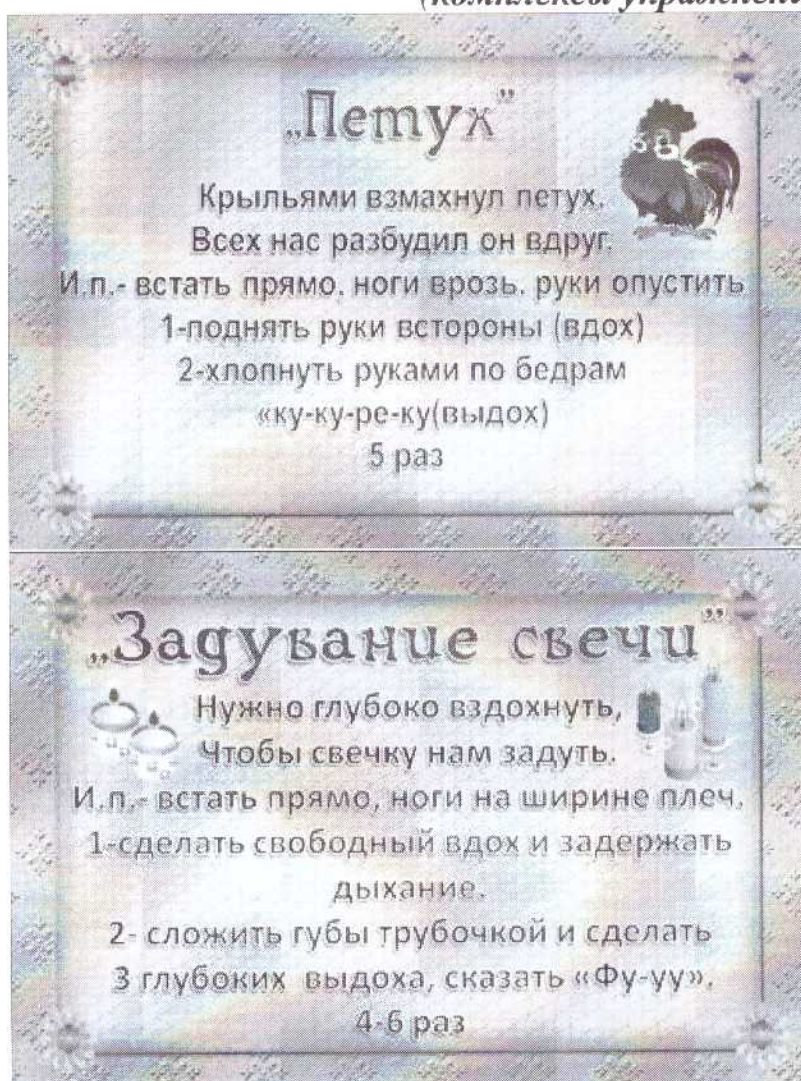 (комплексы упражнений
„Петух”
Крыльями взмахнул петух.
Всех нас разбудил он вдруг.
И.п.- встать прямо, ноги врозь, руки опустить
1-поднять руки встороны (вдох)
2-хлопнуть руками по бедрам
«ку-ку-ре-ку(выдох)
5 раз
„Задувание свечи”
Нужно глубоко вздохнуть,
Чтобы свечку нам задуть.
И.п.- встать прямо, ноги на ширине плеч.
1-сделать свободный вдох и задержать
дыхание.
2- сложить губы трубочкой и сделать
3 глубоких выдоха, сказать «Фу-уу».
4-6 раз